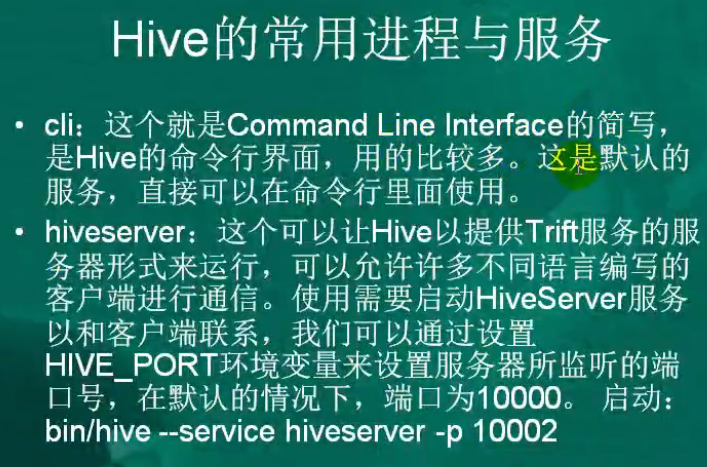 Hive的常用进程与服务
• cli：这个就是Command Line Interface的简写，
是Hive的命令行界面，用的比较多。这是默认的
服务，直接可以在命令行里面使用。
• hiveserver：这个可以让Hive以提供Trift服务的服
务器形式来运行，可以允许许多不同语言编写的
客户端进行通信。使用需要启动HiveServer服务
以和客户端联系，我们可以通过设置
HIVE_PORT环境变量来设置服务器所监听的端
口号，在默认的情况下，端口为10000。 启动：
bin/hive --service hiveserver -p 10002